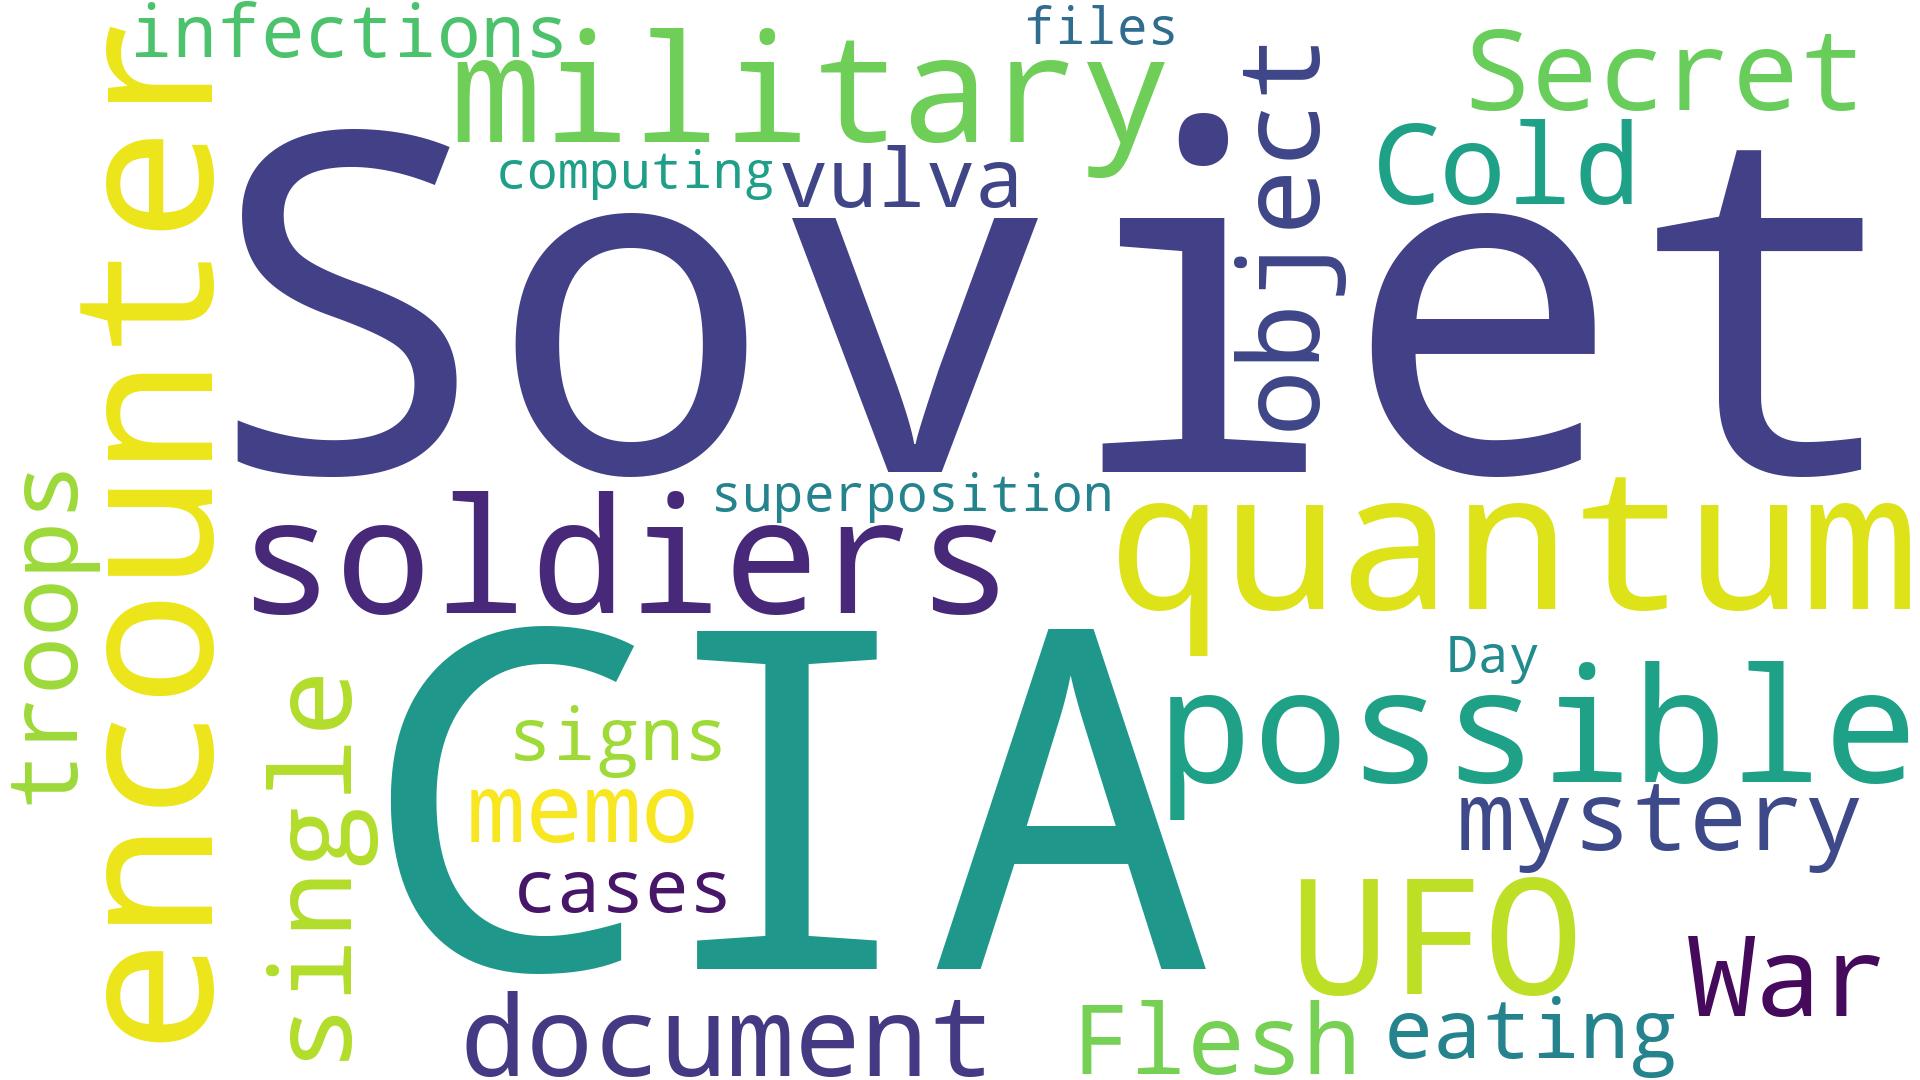 infections
files
military
Secret
encounter
object
Cold
computing
vulva
Soviet
troops
superposition
soldiers
quantum
CIA
Day
possible
single
signs
memo
mystery
cases
UFO
War
document
Flesh
eating